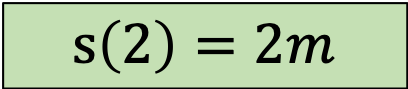 s(2) = 2m